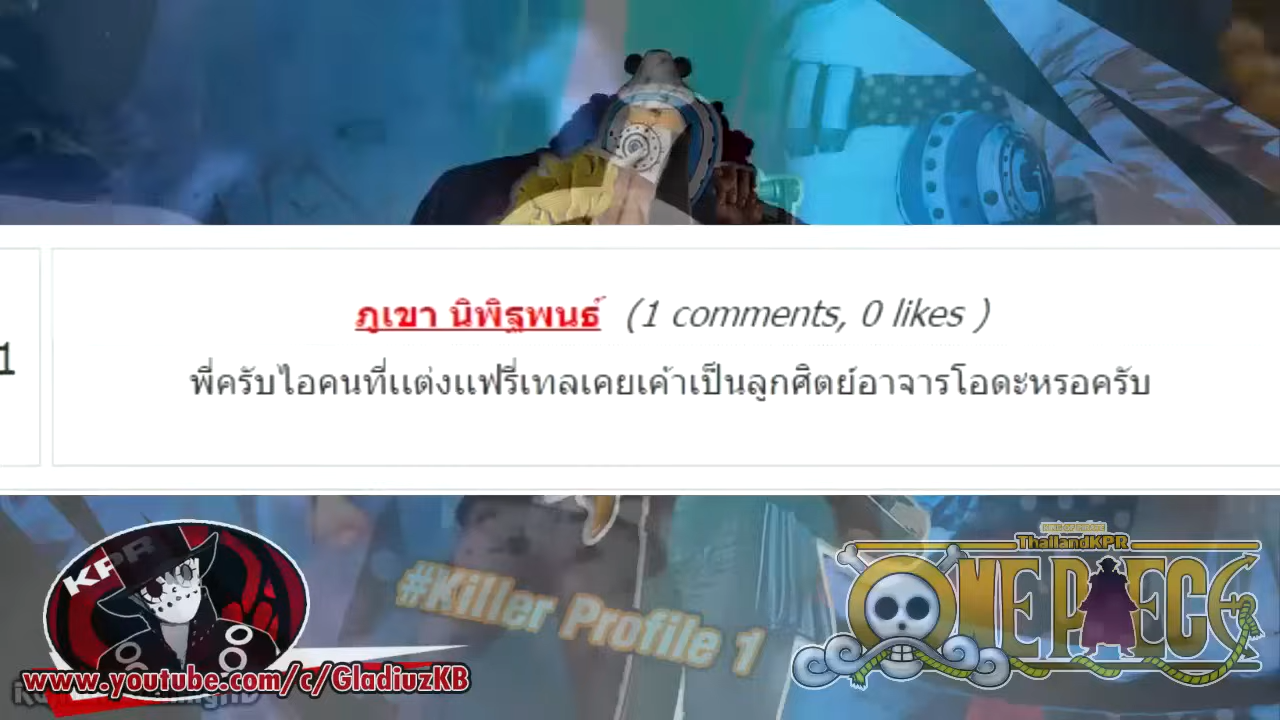 ภูเขา นิพิฐพนธ์ (1 comments, 0 likes )
1
พี่ครับไอคนที่แต่งแฟรี่เทลเคยเค้าเป็นลูกศิตย์อาจารโอดะหรอครับ
KPR
#Killer Profile 1
ThailandKPR
ONE PIECE
www.youtube.com/c/GladiuzKB